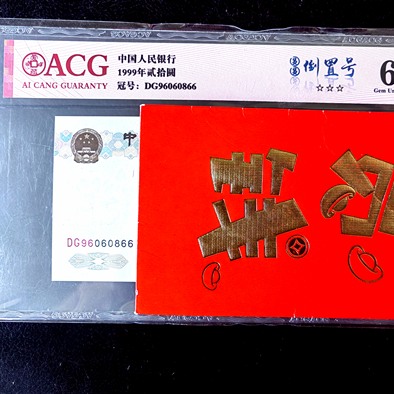 ACG
AI CANG GUARANTY
中国人民银行
1999年贰拾圆
冠号: DG96060866
倒置号
☆☆☆
6
Gem Un
中
DG96060866